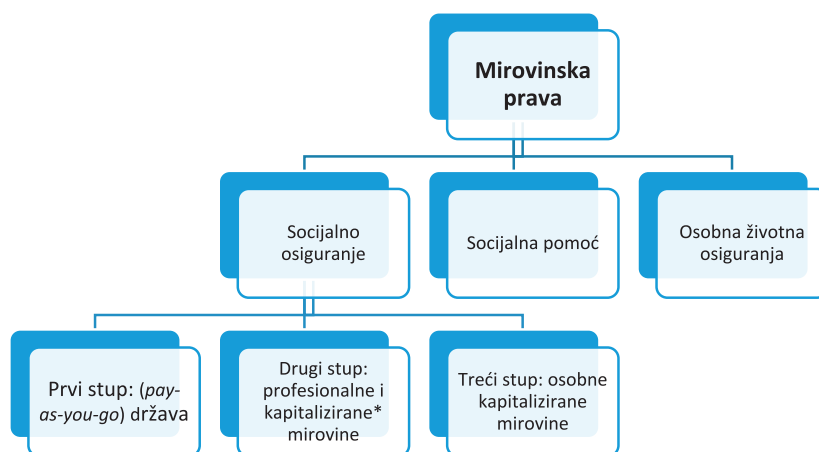 Mirovinska
prava
Socijalno
osiguranje
Socijalna pomoć
Osobna životna
osiguranja
Prvi stup: (pay-
as-you-go) država
Drugi stup:
profesionalne i
kapitalizirane*
mirovine
Treći stup: osobne
kapitalizirane
mirovine